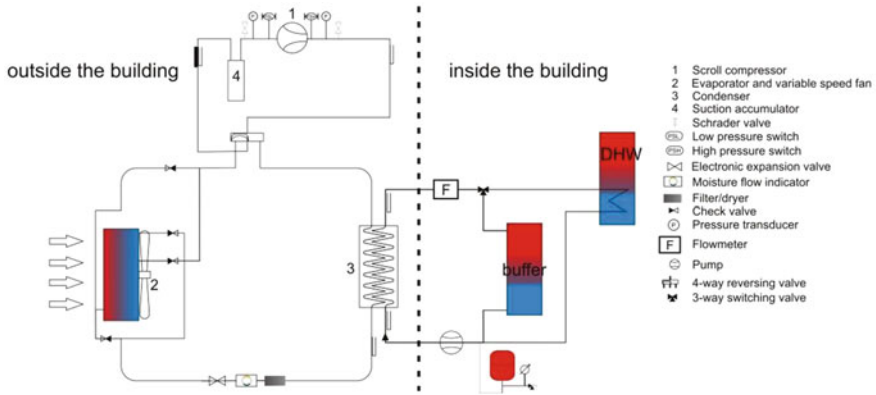 1
P
P
outside the building
4
inside the building
DHW
F
3
2
buffer
1 Scroll compressor
2 Evaporator and variable speed fan
3 Condenser
4 Suction accumulator
Schrader valve
PSL Low pressure switch
PSH High pressure switch
Electronic expansion valve
Moisture flow indicator
Filter/dryer
Check valve
P Pressure transducer
F Flowmeter
Pump
4-way reversing valve
3-way switching valve